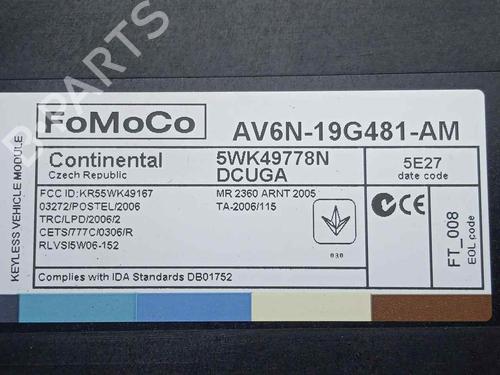 KEYLESS VEHICLE MODULE
FoMoCo
AV6N-19G481-AM
Continental
Czech Republic
5WK49778N
DCUGA
5E27
date code
FCC ID:KR55WK49167
03272/POSTEL/2006
TRC/LPD/2006/2
CETS/777C/0306/R
RLVSI5W06-152
MR 2360 ARNT 2005
TA-2006/115
030
N279
FT_008
EOL code
Complies with IDA Standards DB01752
B-PARTS